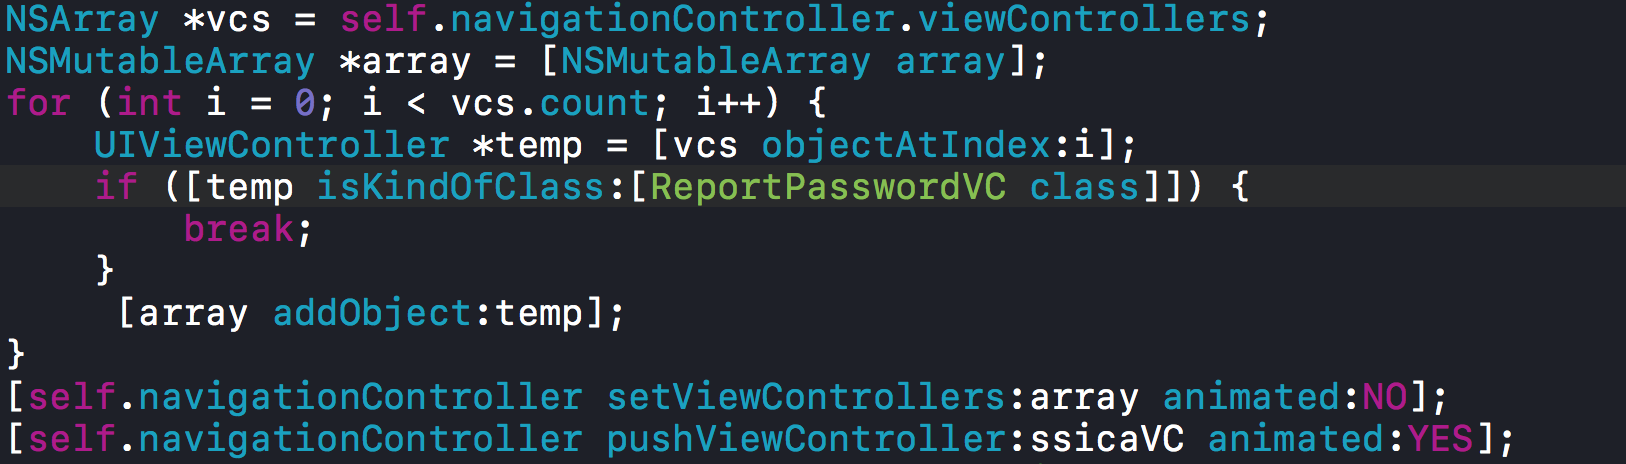 NSArray *vcs = self.navigationController.viewControllers;
NSMutableArray *array = [NSMutableArray array];
for (int i = 0; i < vcs.count; i++) {
    UIViewController *temp = [vcs objectAtIndex:i];
    if ([temp isKindOfClass:[ReportPasswordVC class]]) {
        break;
    }
     [array addObject:temp];
}
[self.navigationController setViewControllers:array animated:NO];
[self.navigationController pushViewController:ssicaVC animated:YES];